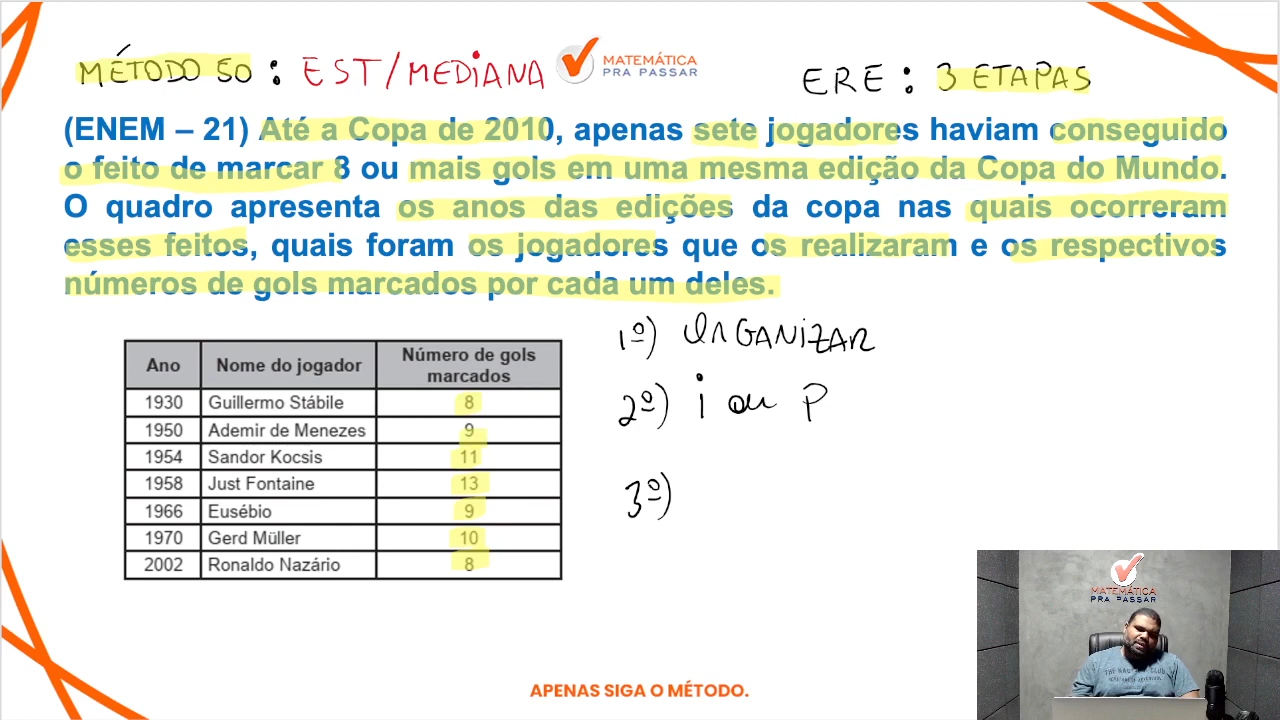 MÉTODO 50 : EST/MEDIANA
MATEMÁTICA
PRA PASSAR
ERE : 3 ETAPAS
(ENEM – 21) Até a Copa de 2010, apenas sete jogadores haviam conseguido
o feito de marcar 8 ou mais gols em uma mesma edição da Copa do Mundo.
O quadro apresenta os anos das edições da copa nas quais ocorreram
esses feitos, quais foram os jogadores que os realizaram e os respectivos
números de gols marcados por cada um deles.
Ano Nome do jogador Número de gols marcados
1930 Guillermo Stábile 8
1950 Ademir de Menezes 9
1954 Sandor Kocsis 11
1958 Just Fontaine 13
1966 Eusébio 9
1970 Gerd Müller 10
2002 Ronaldo Nazário 8
1º) ORGANIZAR
2º) i ou P
3º)
MATEMÁTICA
PRA PASSAR
APENAS SIGA O MÉTODO.